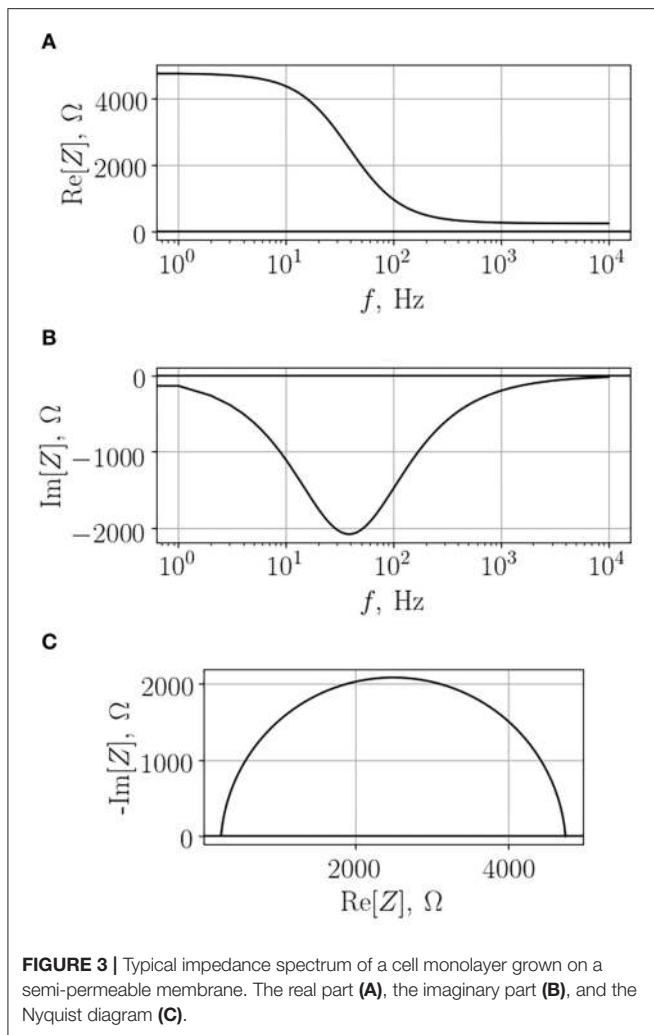 A
4000
2000
0
Re[Z], Ω
10^0 10^1 10^2 10^3 10^4
f, Hz
B
0
−1000
−2000
Im[Z], Ω
10^0 10^1 10^2 10^3 10^4
f, Hz
C
2000
1000
0
-Im[Z], Ω
2000 4000
Re[Z], Ω
FIGURE 3 | Typical impedance spectrum of a cell monolayer grown on a
semi-permeable membrane. The real part (A), the imaginary part (B), and the
Nyquist diagram (C).